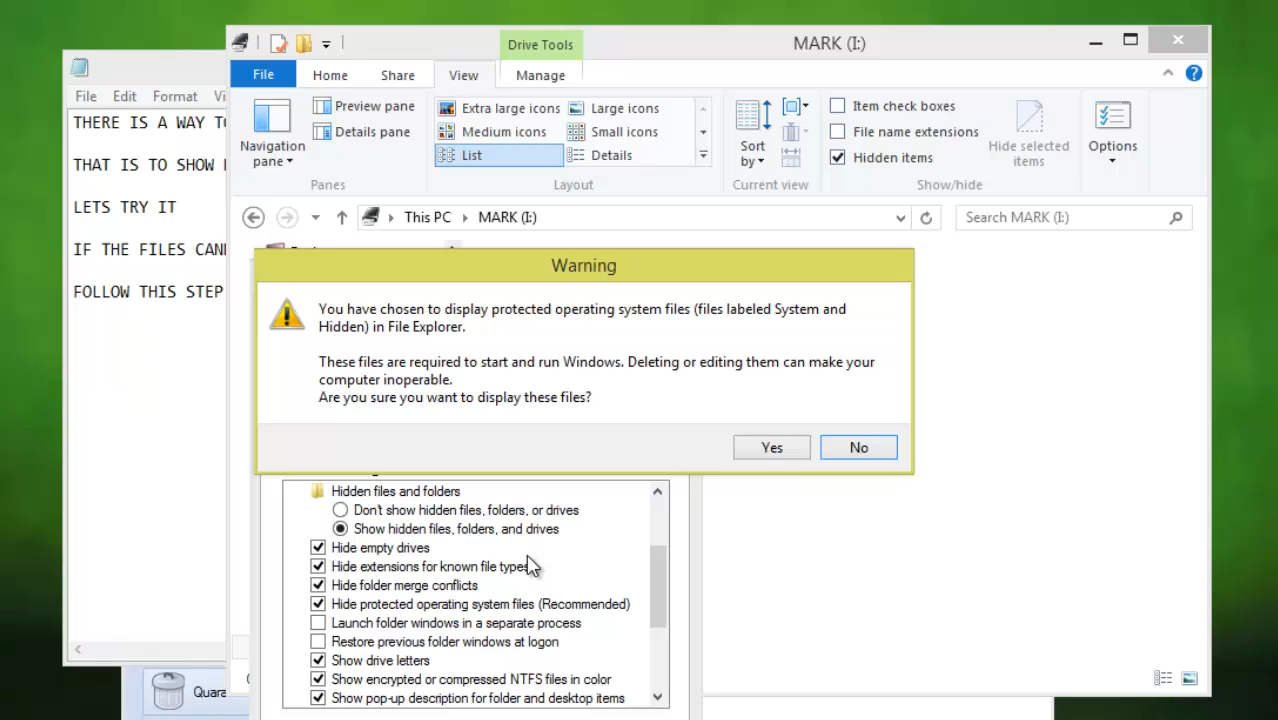 Drive Tools
MARK (I:)
File
Home
Share
View
Manage
File
Edit
Format
Navigation
pane
Preview pane
Details pane
Panes
Extra large icons
Large icons
Medium icons
Small icons
List
Details
Layout
Sort
by
Current view
Item check boxes
File name extensions
Hidden items
Hide selected
items
Show/hide
Options
THERE IS A WAY
THAT IS TO SHOW
LETS TRY IT
IF THE FILES
FOLLOW THIS STEP
This PC
MARK (I:)
Search MARK (I:)
Warning
You have chosen to display protected operating system files (files labeled System and
Hidden) in File Explorer.
These files are required to start and run Windows. Deleting or editing them can make your
computer inoperable.
Are you sure you want to display these files?
Yes
No
Hidden files and folders
Don't show hidden files, folders, or drives
Show hidden files, folders, and drives
Hide empty drives
Hide extensions for known file types
Hide folder merge conflicts
Hide protected operating system files (Recommended)
Launch folder windows in a separate process
Restore previous folder windows at logon
Show drive letters
Show encrypted or compressed NTFS files in color
Show pop-up description for folder and desktop items
Quara